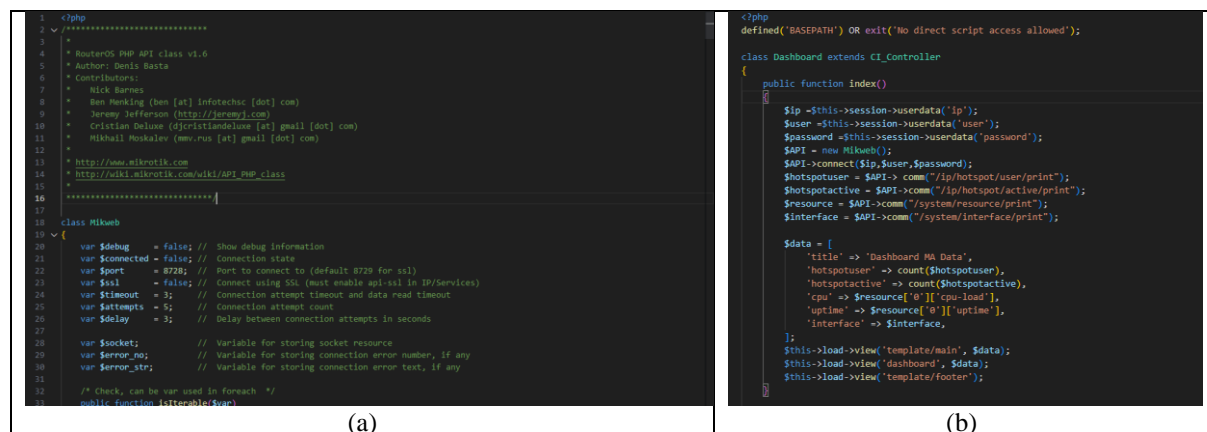 1 <?php
2 /*****************************
3 *
4 * RouterOS PHP API class v1.6
5 * Author: Denis Basta
6 * Contributors:
7 * Nick Barnes
8 * Ben Menking (ben [at] infotechsc [dot] com)
9 * Jeremy Jefferson (http://jeremyj.com)
10 * Cristian Deluxe (djcristiandeluxe [at] gmail [dot] com)
11 * Mikhail Moskalev (mmv.rus [at] gmail [dot] com)
12 *
13 * http://www.mikrotik.com
14 * http://wiki.mikrotik.com/wiki/API_PHP_class
15 *
16 ******************************/
17
18 class Mikweb
19 {
20 var $debug = false; // Show debug information
21 var $connected = false; // Connection state
22 var $port = 8728; // Port to connect to (default 8729 for ssl)
23 var $ssl = false; // Connect using SSL (must enable api-ssl in IP/Services)
24 var $timeout = 3; // Connection attempt timeout and data read timeout
25 var $attempts = 5; // Connection attempt count
26 var $delay = 3; // Delay between connection attempts in seconds
27
28 var $socket; // Variable for storing socket resource
29 var $error_no; // Variable for storing connection error number, if any
30 var $error_str; // Variable for storing connection error text, if any
31
32 /* Check, can be var used in foreach */
33 public function isIterable($var)
(a)
<?php
defined('BASEPATH') OR exit('No direct script access allowed');
class Dashboard extends CI_Controller
{
public function index()
{
$ip =$this->session->userdata('ip');
$user =$this->session->userdata('user');
$password =$this->session->userdata('password');
$API = new Mikweb();
$API->connect($ip,$user,$password);
$hotspotuser = $API-> comm("/ip/hotspot/user/print");
$hotspotactive = $API->comm("/ip/hotspot/active/print");
$resource = $API->comm("/system/resource/print");
$interface = $API->comm("/system/interface/print");
$data = [
'title' => 'Dashboard MA Data',
'hotspotuser' => count($hotspotuser),
'hotspotactive' => count($hotspotactive),
'cpu' => $resource['0']['cpu-load'],
'uptime' => $resource['0']['uptime'],
'interface' => $interface,
];
$this->load->view('template/main', $data);
$this->load->view('dashboard', $data);
$this->load->view('template/footer');
}
(b)